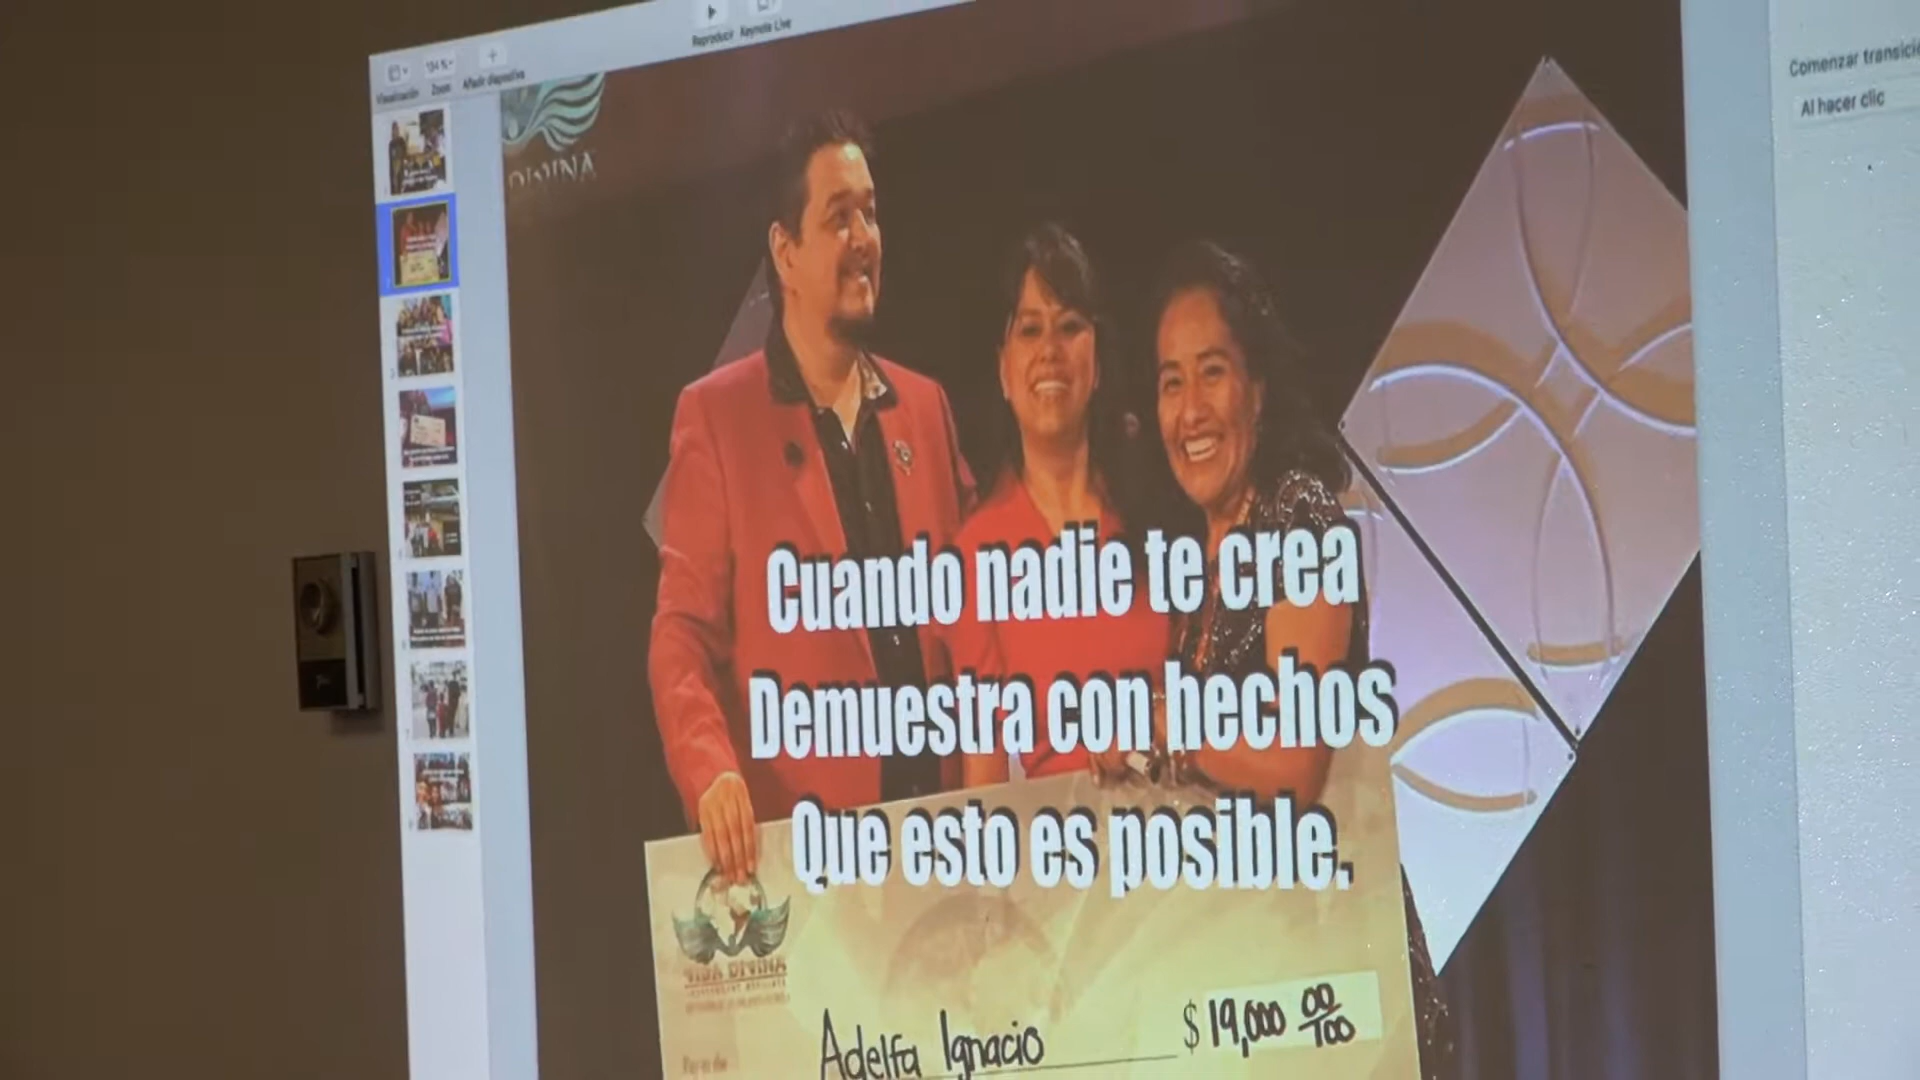 Reproducir Keynote Live
Visualización Zoom Añadir diapositiva
Comenzar transici
Al hacer clic
DIVINA
Cuando nadie te crea
Demuestra con hechos
Que esto es posible.
VIDA DIVINA
Adelfa Ignacio
$ 19,000 00/100